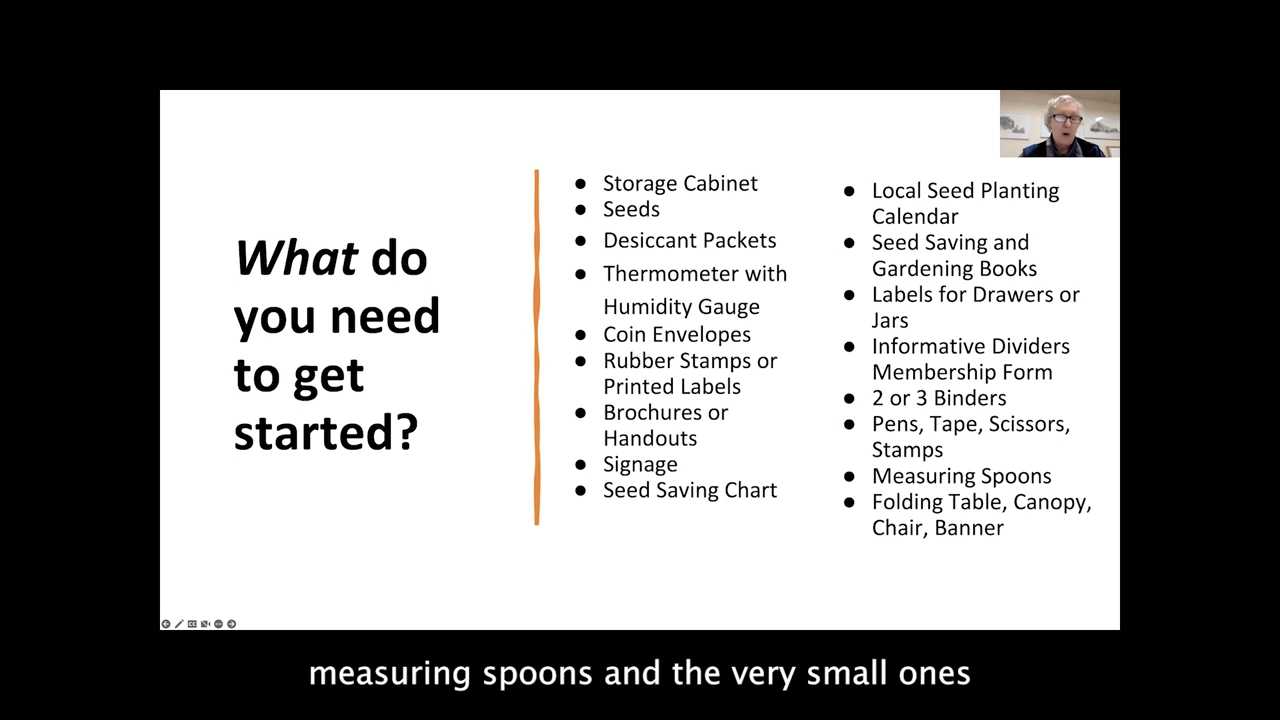 What do
you need
to get
started?
● Storage Cabinet
● Seeds
● Desiccant Packets
● Thermometer with
Humidity Gauge
● Coin Envelopes
● Rubber Stamps or
Printed Labels
● Brochures or
Handouts
● Signage
● Seed Saving Chart
● Local Seed Planting
Calendar
● Seed Saving and
Gardening Books
● Labels for Drawers or
Jars
● Informative Dividers
Membership Form
● 2 or 3 Binders
● Pens, Tape, Scissors,
Stamps
● Measuring Spoons
● Folding Table, Canopy,
Chair, Banner
measuring spoons and the very small ones